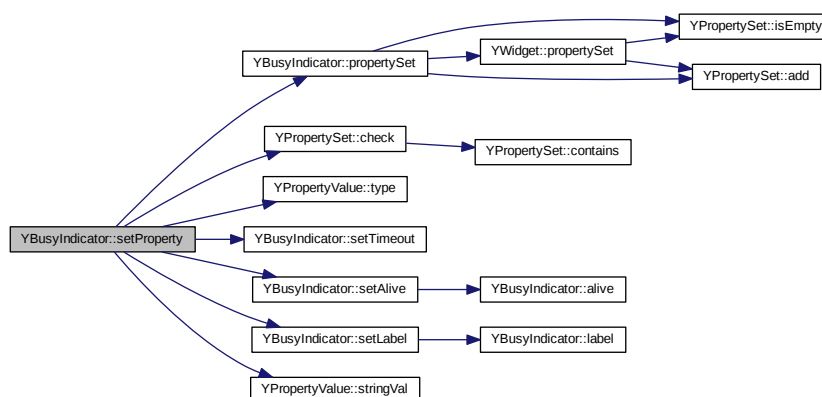 YBusyIndicator::setProperty
YBusyIndicator::propertySet
YPropertySet::check
YPropertyValue::type
YBusyIndicator::setTimeout
YBusyIndicator::setAlive
YBusyIndicator::setLabel
YPropertyValue::stringVal
YWidget::propertySet
YPropertySet::contains
YBusyIndicator::alive
YBusyIndicator::label
YPropertySet::isEmpty
YPropertySet::add